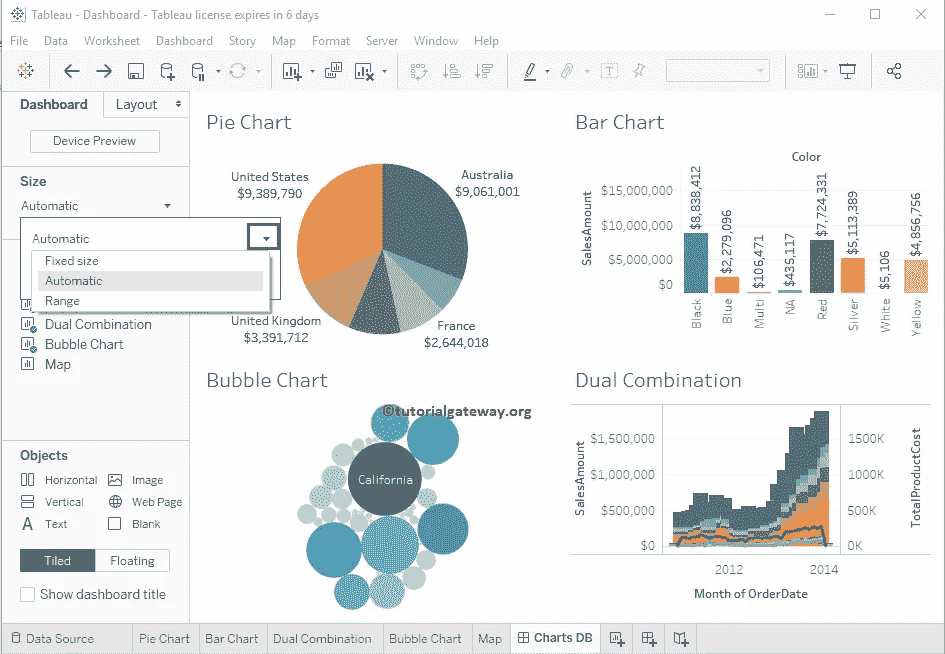 Tableau - Dashboard - Tableau license expires in 6 days
File Data Worksheet Dashboard Story Map Format Server Window Help
Dashboard Layout
Device Preview
Size
Automatic
Automatic
Fixed size
Automatic
Range
Dual Combination
Bubble Chart
Map
Objects
Horizontal Image
Vertical Web Page
A Text Blank
Tiled Floating
Show dashboard title
Pie Chart
United States
$9,389,790
Australia
$9,061,001
United Kingdom
$3,391,712
France
$2,644,018
Bar Chart
Color
SalesAmount
$15,000,000
$10,000,000
$5,000,000
$0
$8,838,412
$2,279,096
$106,471
$435,117
$7,724,331
$5,113,389
$5,106
$4,856,756
Black
Blue
Multi
NA
Red
Silver
White
Yellow
Bubble Chart
©tutorialgateway.org
California
Dual Combination
SalesAmount
$1,500,000
$1,000,000
$500,000
$0
1500K
1000K
500K
0K
TotalProductCost
2012 2014
Month of OrderDate
Data Source Pie Chart Bar Chart Dual Combination Bubble Chart Map Charts DB